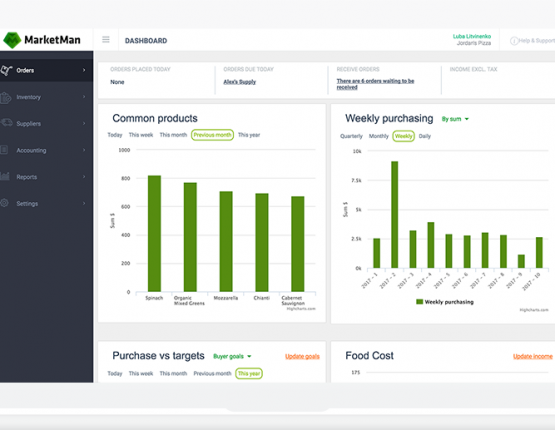 MarketMan
DASHBOARD
Luba Litvinenko
Jordan's Pizza
Help & Support
Orders
Inventory
Suppliers
Accounting
Reports
Settings
ORDERS PLACED TODAY
None
ORDERS DUE TODAY
Alex's Supply
RECEIVE ORDERS
There are 6 orders waiting to be
received
INCOME EXCL. TAX
Common products
Today This week This month Previous month This year
1000
800
600
400
200
0
Sum $
Spinach
Organic
Mixed Greens
Mozzarella
Chianti
Cabernet
Sauvignon
Highcharts.com
Weekly purchasing By sum
Quarterly Monthly Weekly Daily
10k
7.5k
5k
2.5k
0k
Sum $
2017 - 1
2017 - 2
2017 - 3
2017 - 4
2017 - 5
2017 - 6
2017 - 7
2017 - 8
2017 - 9
2017 - 10
Weekly purchasing
Highcharts.com
Purchase vs targets Buyer goals Update goals
Today This week This month Previous month This year
Food Cost Update income
175